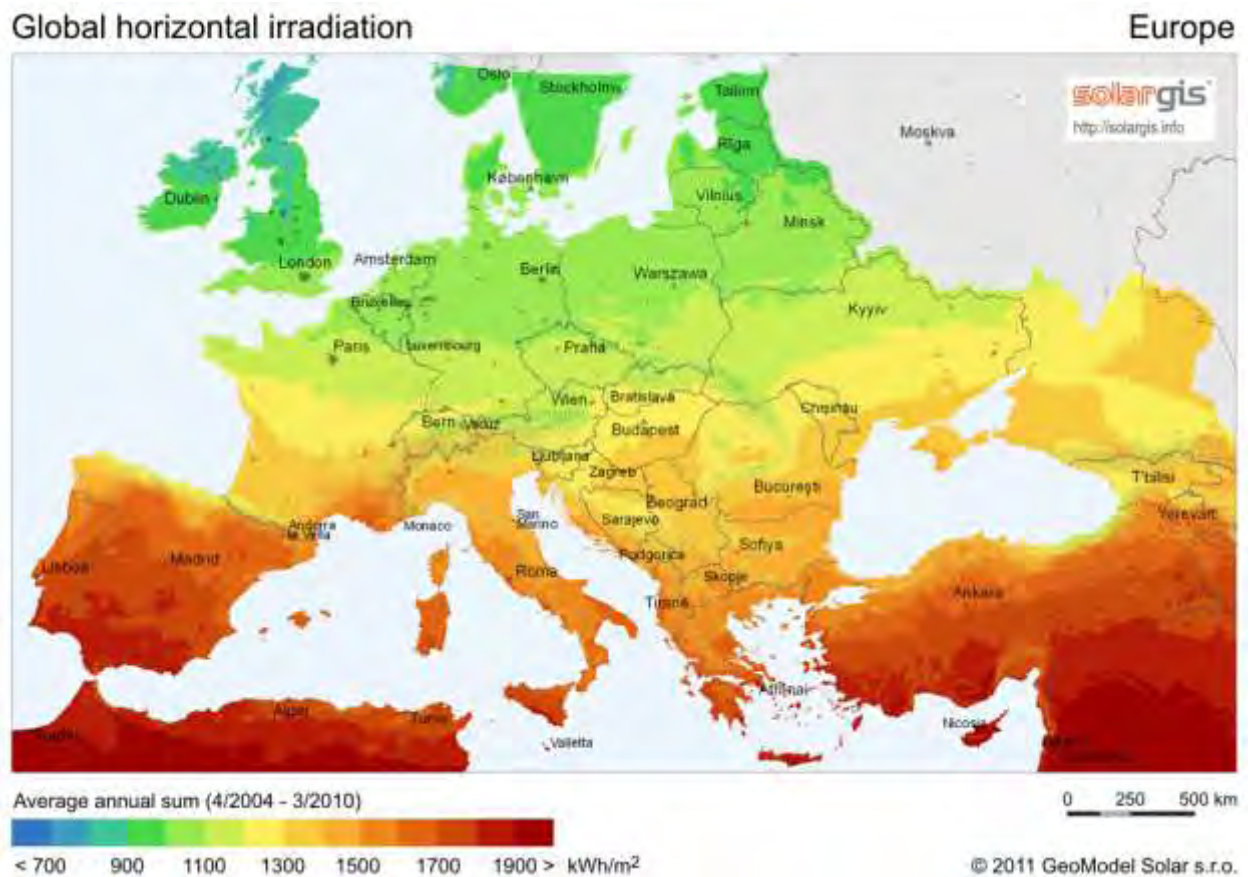 Global horizontal irradiation
Europe
solargis
http://solargis.info
Oslo
Stockholm
Tallinn
Moskva
Rīga
København
Vilnius
Dublin
Minsk
London
Amsterdam
Berlin
Warszawa
Bruxelles
Kyyiv
Paris
Luxembourg
Praha
Wien
Bratislava
Chişinău
Bern
Vaduz
Budapest
Ljubljana
Zagreb
T'bilisi
Beograd
Bucureşti
San
Marino
Sarajevo
Yerevan
Andorra
la Vella
Monaco
Podgorica
Sofiya
Lisboa
Madrid
Roma
Skopje
Ankara
Tiranë
Athínai
Alger
Tunis
Nicosia
Valletta
Average annual sum (4/2004 - 3/2010)
0 250 500 km
< 700 900 1100 1300 1500 1700 1900 > kWh/m²
© 2011 GeoModel Solar s.r.o.